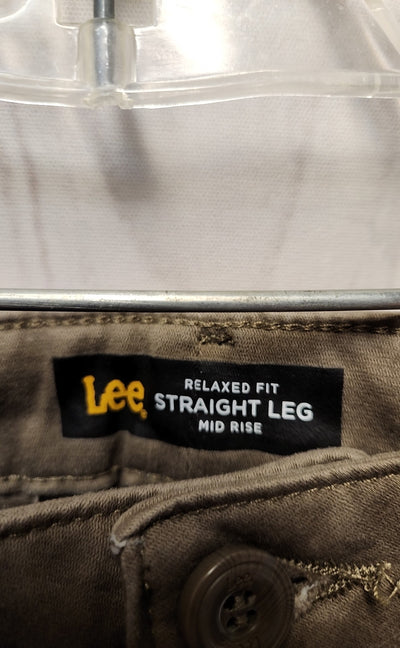 Lee
RELAXED FIT
STRAIGHT LEG
MID RISE